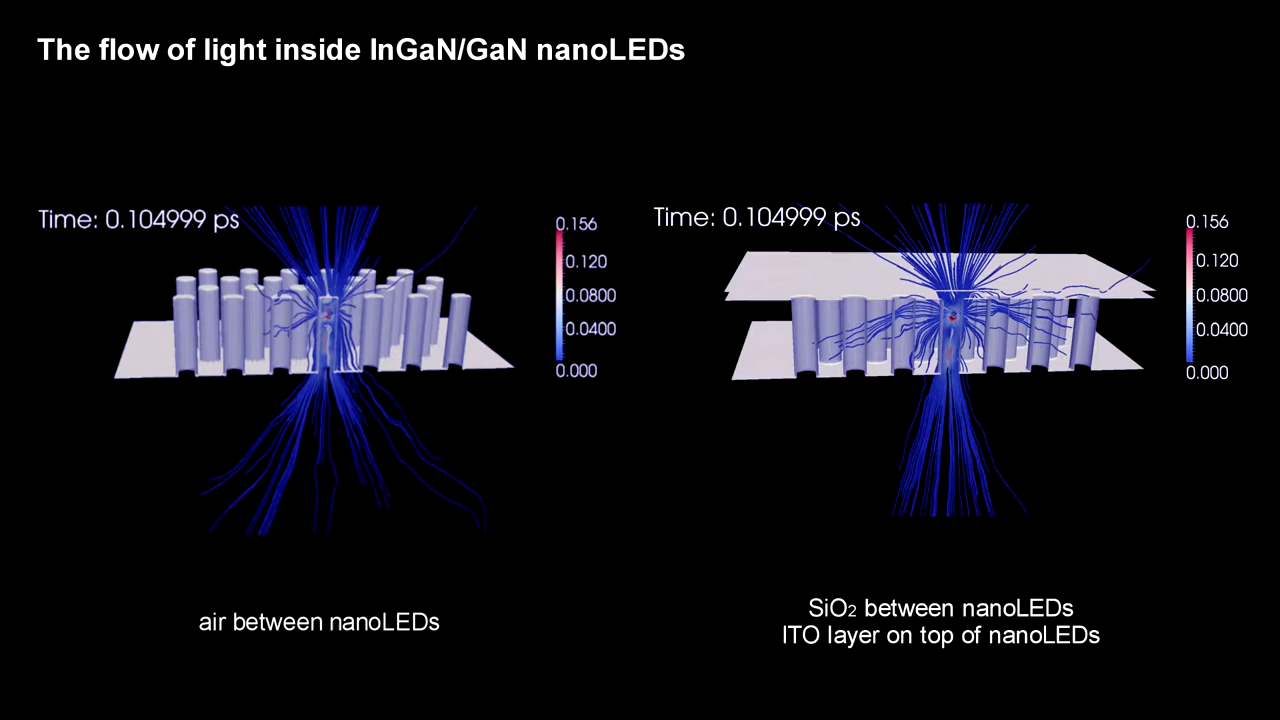 The flow of light inside InGaN/GaN nanoLEDs
Time: 0.104999 ps
0.156
0.120
0.0800
0.0400
0.000
air between nanoLEDs
Time: 0.104999 ps
0.156
0.120
0.0800
0.0400
0.000
SiO2 between nanoLEDs
ITO layer on top of nanoLEDs